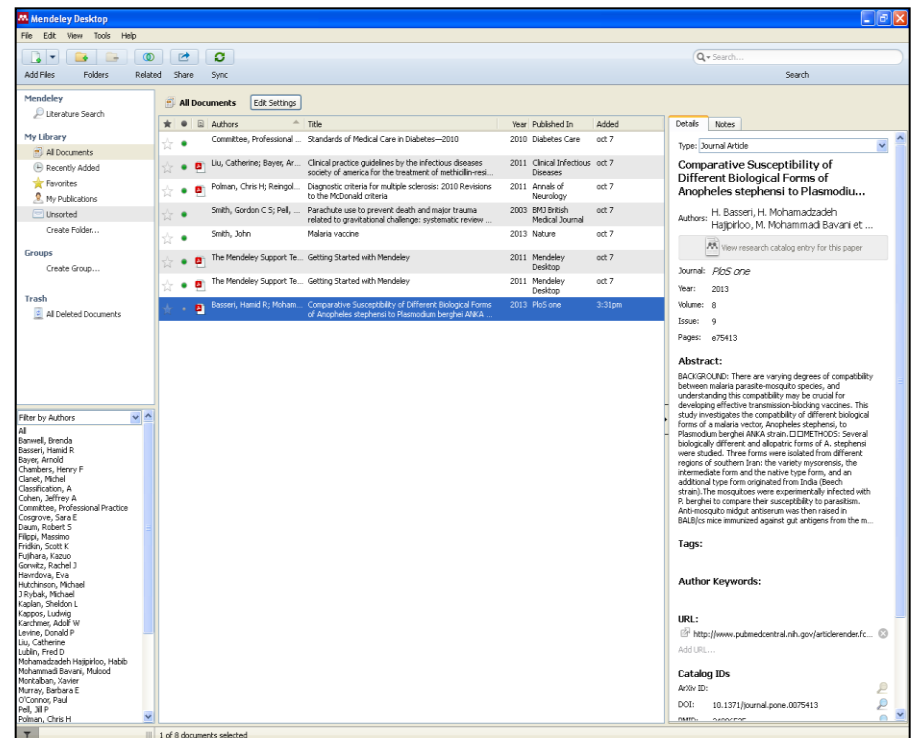 Mendeley Desktop
File Edit View Tools Help
Add Files Folders Related Share Sync
Search...
Search
Mendeley
Literature Search
My Library
All Documents
Recently Added
Favorites
My Publications
Unsorted
Create Folder...
Groups
Create Group...
Trash
All Deleted Documents
Filter by Authors
All
Banwell, Brenda
Basseri, Hamid R
Bayer, Arnold
Chambers, Henry F
Clanet, Michel
Classification, A
Cohen, Jeffrey A
Committee, Professional Practice
Cosgrove, Sara E
Daum, Robert S
Filippi, Massimo
Fridkin, Scott K
Fujihara, Kazuo
Gorwitz, Rachel J
Havrdova, Eva
Hutchinson, Michael
J Rybak, Michael
Kaplan, Sheldon L
Kappos, Ludwig
Karchmer, Adolf W
Levine, Donald P
Liu, Catherine
Lublin, Fred D
Mohamadzadeh Hajipirloo, Habib
Mohammadi Bavani, Mulood
Montalban, Xavier
Murray, Barbara E
O'Connor, Paul
Pell, Jill P
Polman, Chris H
All Documents Edit Settings
Authors Title Year Published In Added
Committee, Professional ... Standards of Medical Care in Diabetes—2010 2010 Diabetes Care oct 7
Liu, Catherine; Bayer, Ar... Clinical practice guidelines by the infectious diseases 2011 Clinical Infectious oct 7
society of america for the treatment of methicillin-resi... Diseases
Polman, Chris H; Reingol... Diagnostic criteria for multiple sclerosis: 2010 Revisions 2011 Annals of oct 7
to the McDonald criteria Neurology
Smith, Gordon C S; Pell, ... Parachute use to prevent death and major trauma 2003 BMJ British oct 7
related to gravitational challenge: systematic review ... Medical Journal
Smith, John Malaria vaccine 2013 Nature oct 7
The Mendeley Support Te... Getting Started with Mendeley 2011 Mendeley oct 7
Desktop
The Mendeley Support Te... Getting Started with Mendeley 2011 Mendeley oct 7
Desktop
Basseri, Hamid R; Moham... Comparative Susceptibility of Different Biological Forms 2013 PloS one 3:31pm
of Anopheles stephensi to Plasmodium berghei ANKA ...
Details Notes
Type: Journal Article
Comparative Susceptibility of
Different Biological Forms of
Anopheles stephensi to Plasmodiu...
Authors: H. Basseri, H. Mohamadzadeh
Hajipirloo, M. Mohammadi Bavani et ...
View research catalog entry for this paper
Journal: PloS one
Year: 2013
Volume: 8
Issue: 9
Pages: e75413
Abstract:
BACKGROUND: There are varying degrees of compatibility
between malaria parasite-mosquito species, and
understanding this compatibility may be crucial for
developing effective transmission-blocking vaccines. This
study investigates the compatibility of different biological
forms of a malaria vector, Anopheles stephensi, to
Plasmodium berghei ANKA strain.□□METHODS: Several
biologically different and allopatric forms of A. stephensi
were studied. Three forms were isolated from different
regions of southern Iran: the variety mysorensis, the
intermediate form and the native type form, and an
additional type form originated from India (Beech
strain).The mosquitoes were experimentally infected with
P. berghei to compare their susceptibility to parasitism.
Anti-mosquito midgut antiserum was then raised in
BALB/cs mice immunized against gut antigens from the m...
Tags:
Author Keywords:
URL:
http://www.pubmedcentral.nih.gov/articlerender.fc...
Add URL...
Catalog IDs
ArXiv ID:
DOI: 10.1371/journal.pone.0075413
1 of 8 documents selected